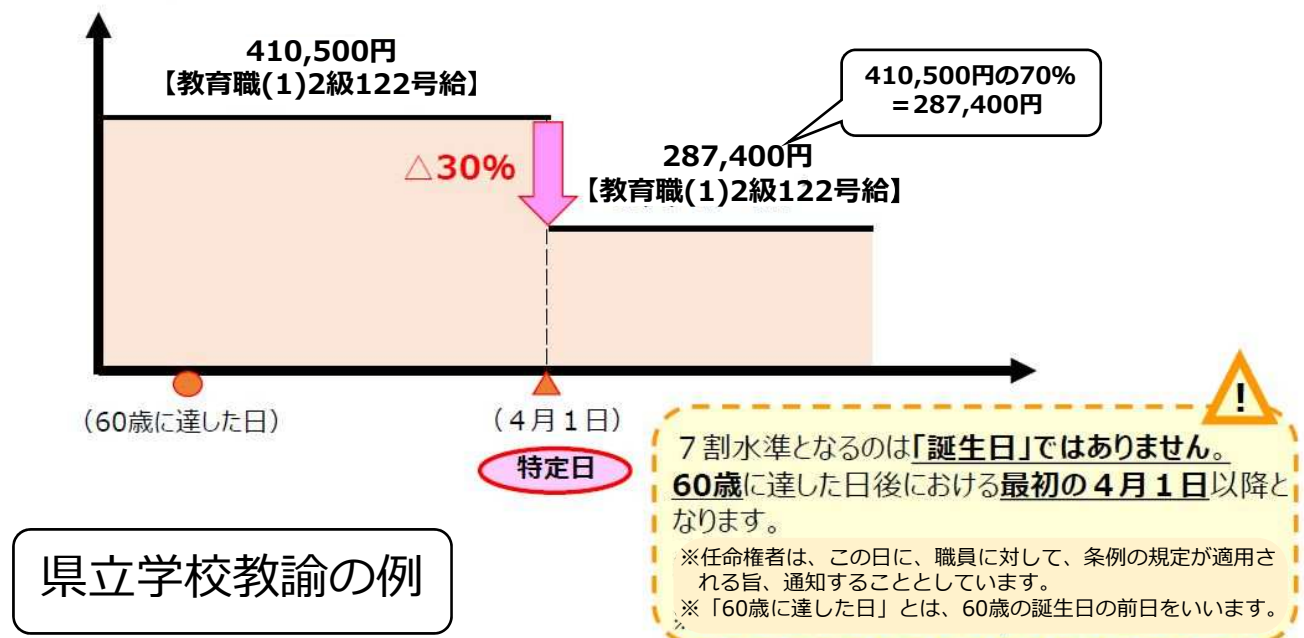 410,500円
【教育職(1)2級122号給】
410,500円の70%
＝287,400円
△30%
287,400円
【教育職(1)2級122号給】
（60歳に達した日）
（４月１日）
特定日
!
７割水準となるのは「誕生日」ではありません。
60歳に達した日後における最初の４月１日以降と
なります。
※任命権者は、この日に、職員に対して、条例の規定が適用さ
れる旨、通知することとしています。
※「60歳に達した日」とは、60歳の誕生日の前日をいいます。
※
県立学校教諭の例